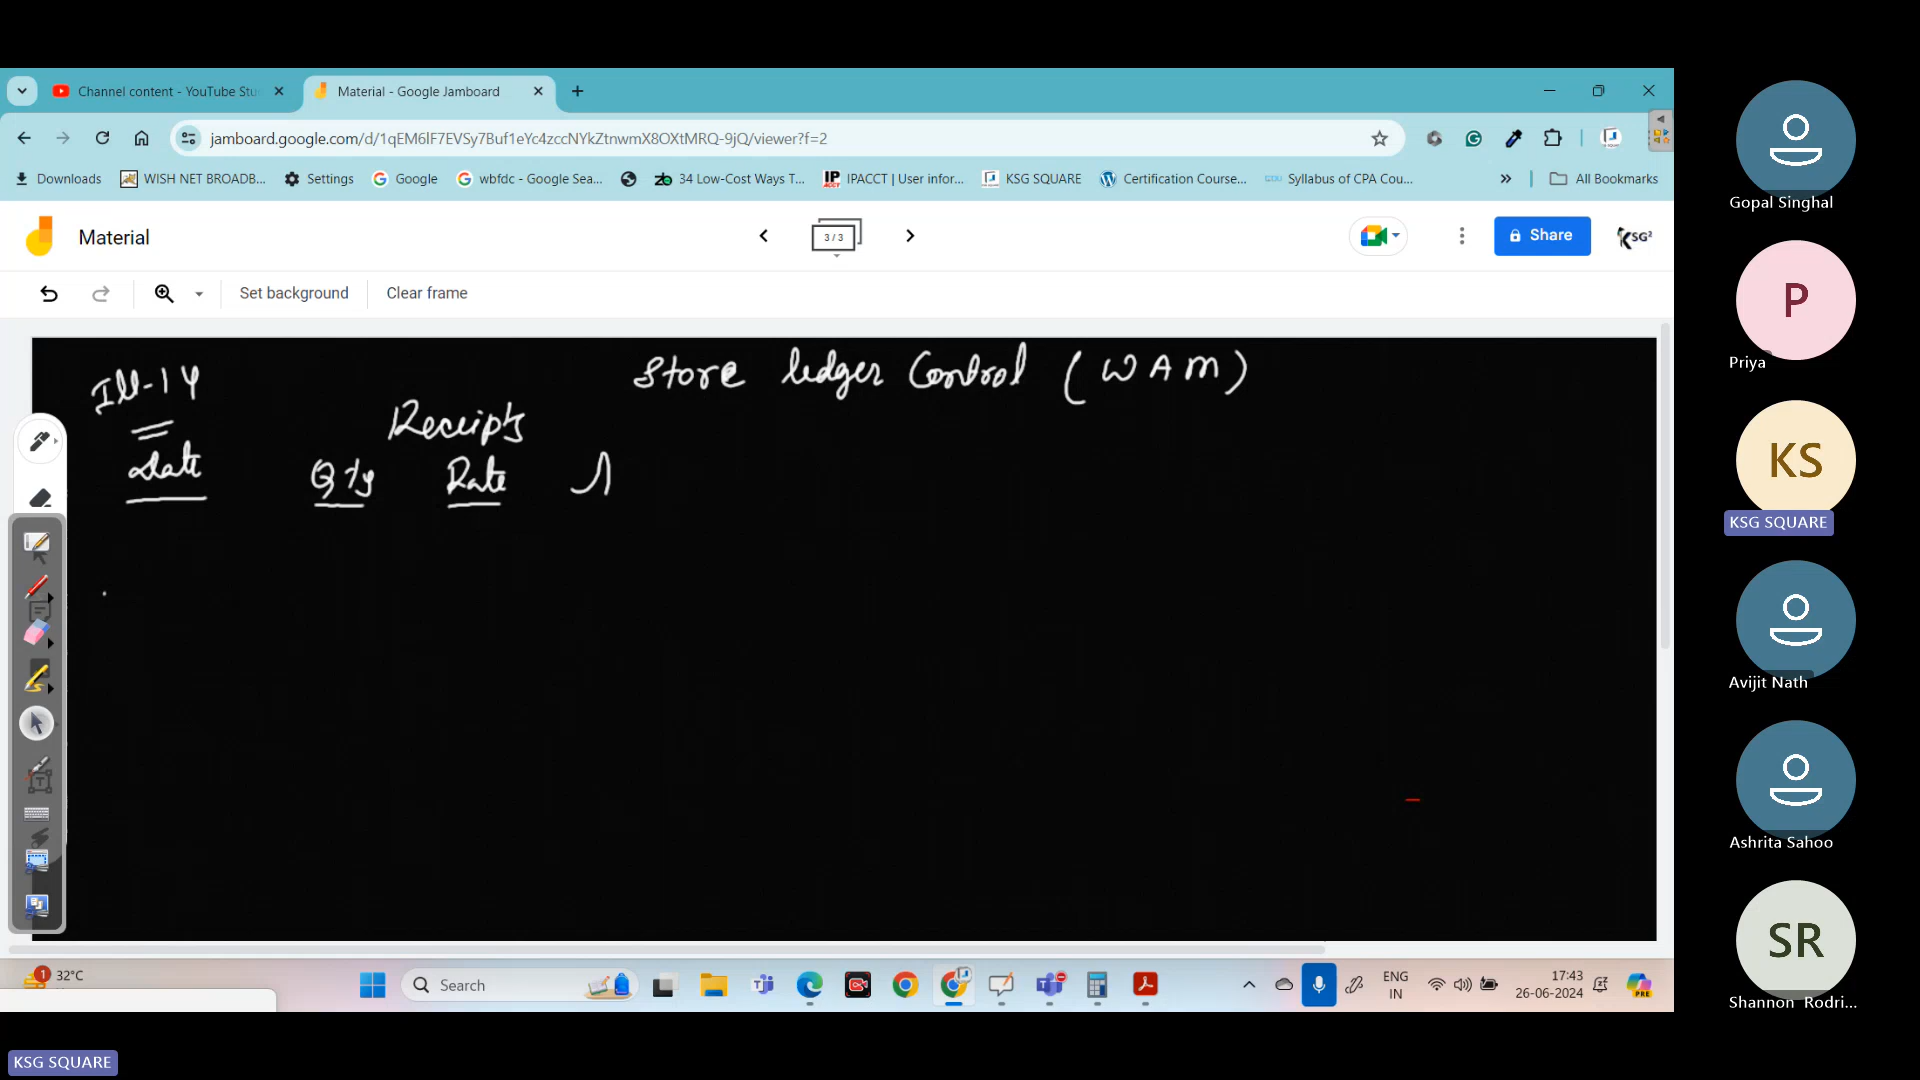 Channel content - YouTube Stu
Material - Google Jamboard
jamboard.google.com/d/1qEM6lF7EVSy7Buf1eYc4zccNYkZtnwmX8OXtMRQ-9jQ/viewer?f=2
Downloads WISH NET BROADB... Settings Google wbfdc - Google Sea... 34 Low-Cost Ways T... IPACCT | User infor... KSG SQUARE Certification Course... Syllabus of CPA Cou... » All Bookmarks
Material
3 / 3
Share
KSG²
Set background Clear frame
Ill-14 Store ledger Control (WAM)
Receipts
Date Qty Rate
1 32°C
Search
ENG
IN
17:43
26-06-2024
PRE
Gopal Singhal
P
Priya
KS
KSG SQUARE
Avijit Nath
Ashrita Sahoo
SR
Shannon Rodri...
KSG SQUARE